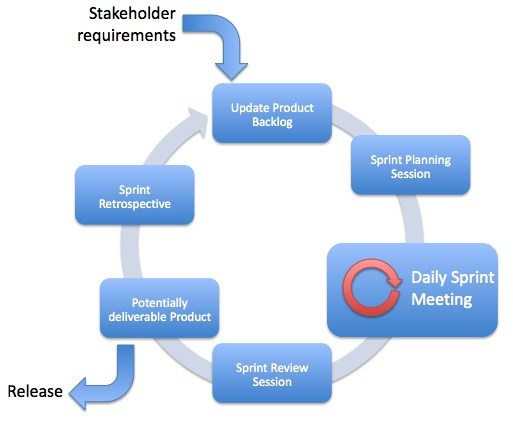 Stakeholder
requirements
Update Product
Backlog
Sprint Planning
Session
Daily Sprint
Meeting
Sprint Review
Session
Potentially
deliverable Product
Release
Sprint
Retrospective